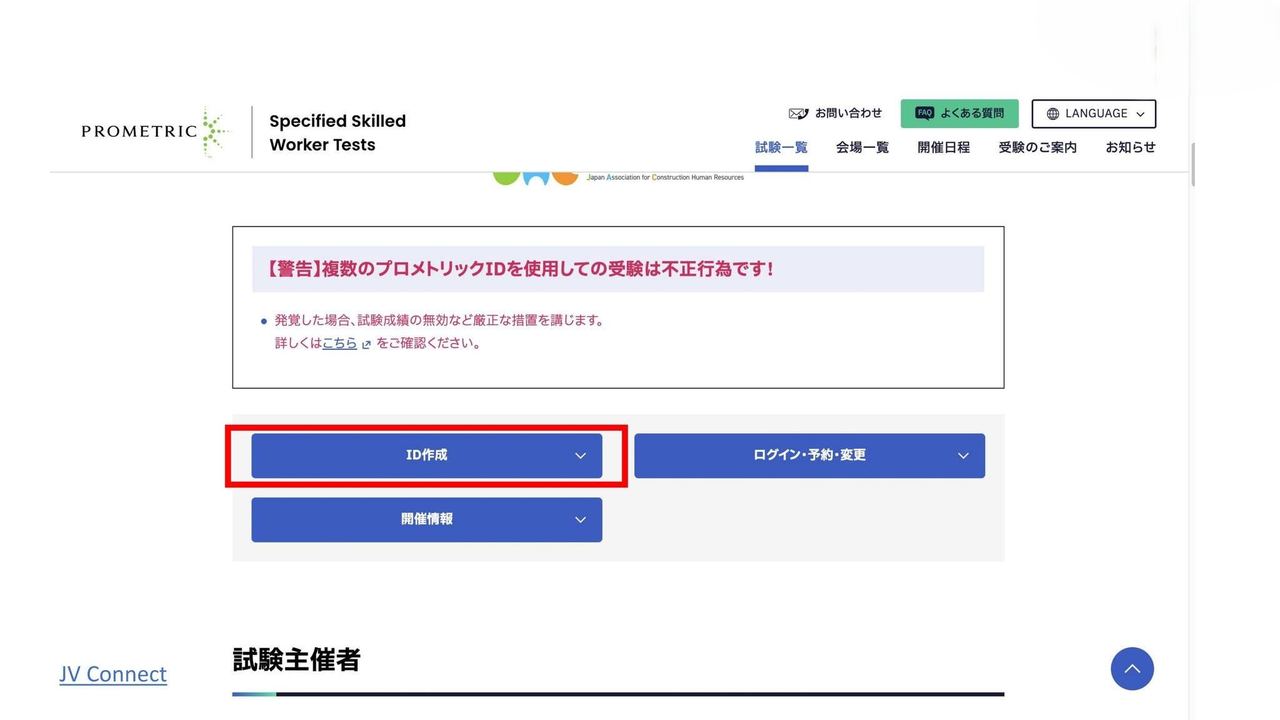 PROMETRIC
Specified Skilled
Worker Tests
お問い合わせ
FAQ よくある質問
LANGUAGE
試験一覧 会場一覧 開催日程 受験のご案内 お知らせ
Japan Association for Construction Human Resources
【警告】複数のプロメトリックIDを使用しての受験は不正行為です!
発覚した場合、試験成績の無効など厳正な措置を講じます。
詳しくはこちら をご確認ください。
ID作成
ログイン・予約・変更
開催情報
試験主催者
JV Connect